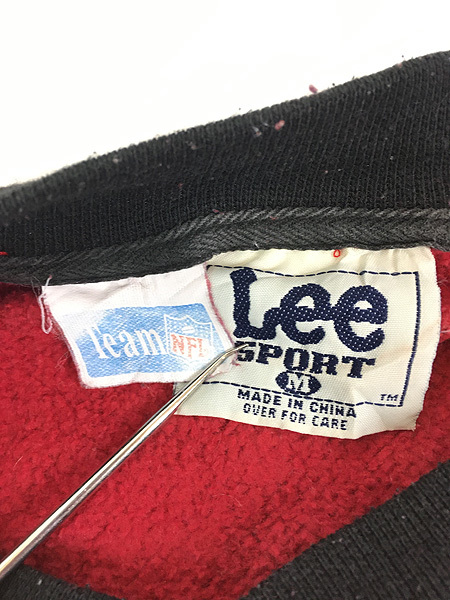 Team NFL
Lee
SPORT
M
MADE IN CHINA
OVER FOR CARE
TM